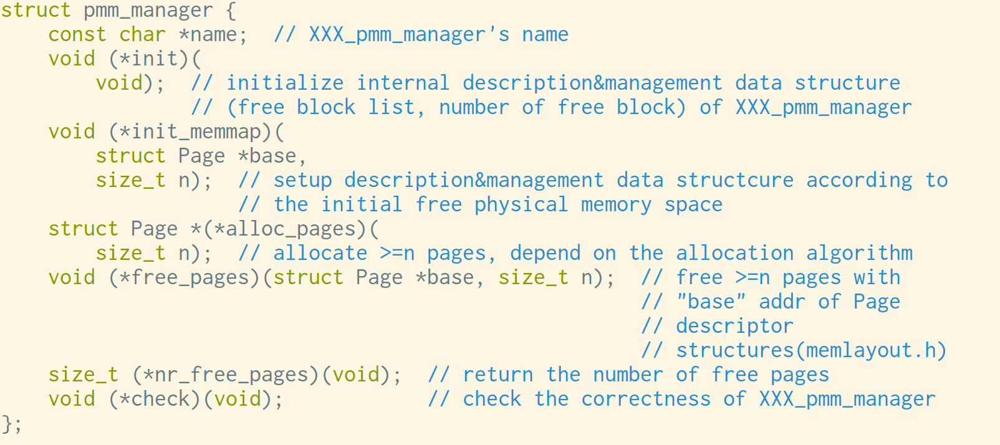 struct pmm_manager {
    const char *name;  // XXX_pmm_manager's name
    void (*init)(
        void);  // initialize internal description&management data structure
                // (free block list, number of free block) of XXX_pmm_manager
    void (*init_memmap)(
        struct Page *base,
        size_t n);  // setup description&management data structcure according to
                    // the initial free physical memory space
    struct Page *(*alloc_pages)(
        size_t n);  // allocate >=n pages, depend on the allocation algorithm
    void (*free_pages)(struct Page *base, size_t n);  // free >=n pages with
                                                      // "base" addr of Page
                                                      // descriptor
                                                      // structures(memlayout.h)
    size_t (*nr_free_pages)(void);  // return the number of free pages
    void (*check)(void);            // check the correctness of XXX_pmm_manager
};